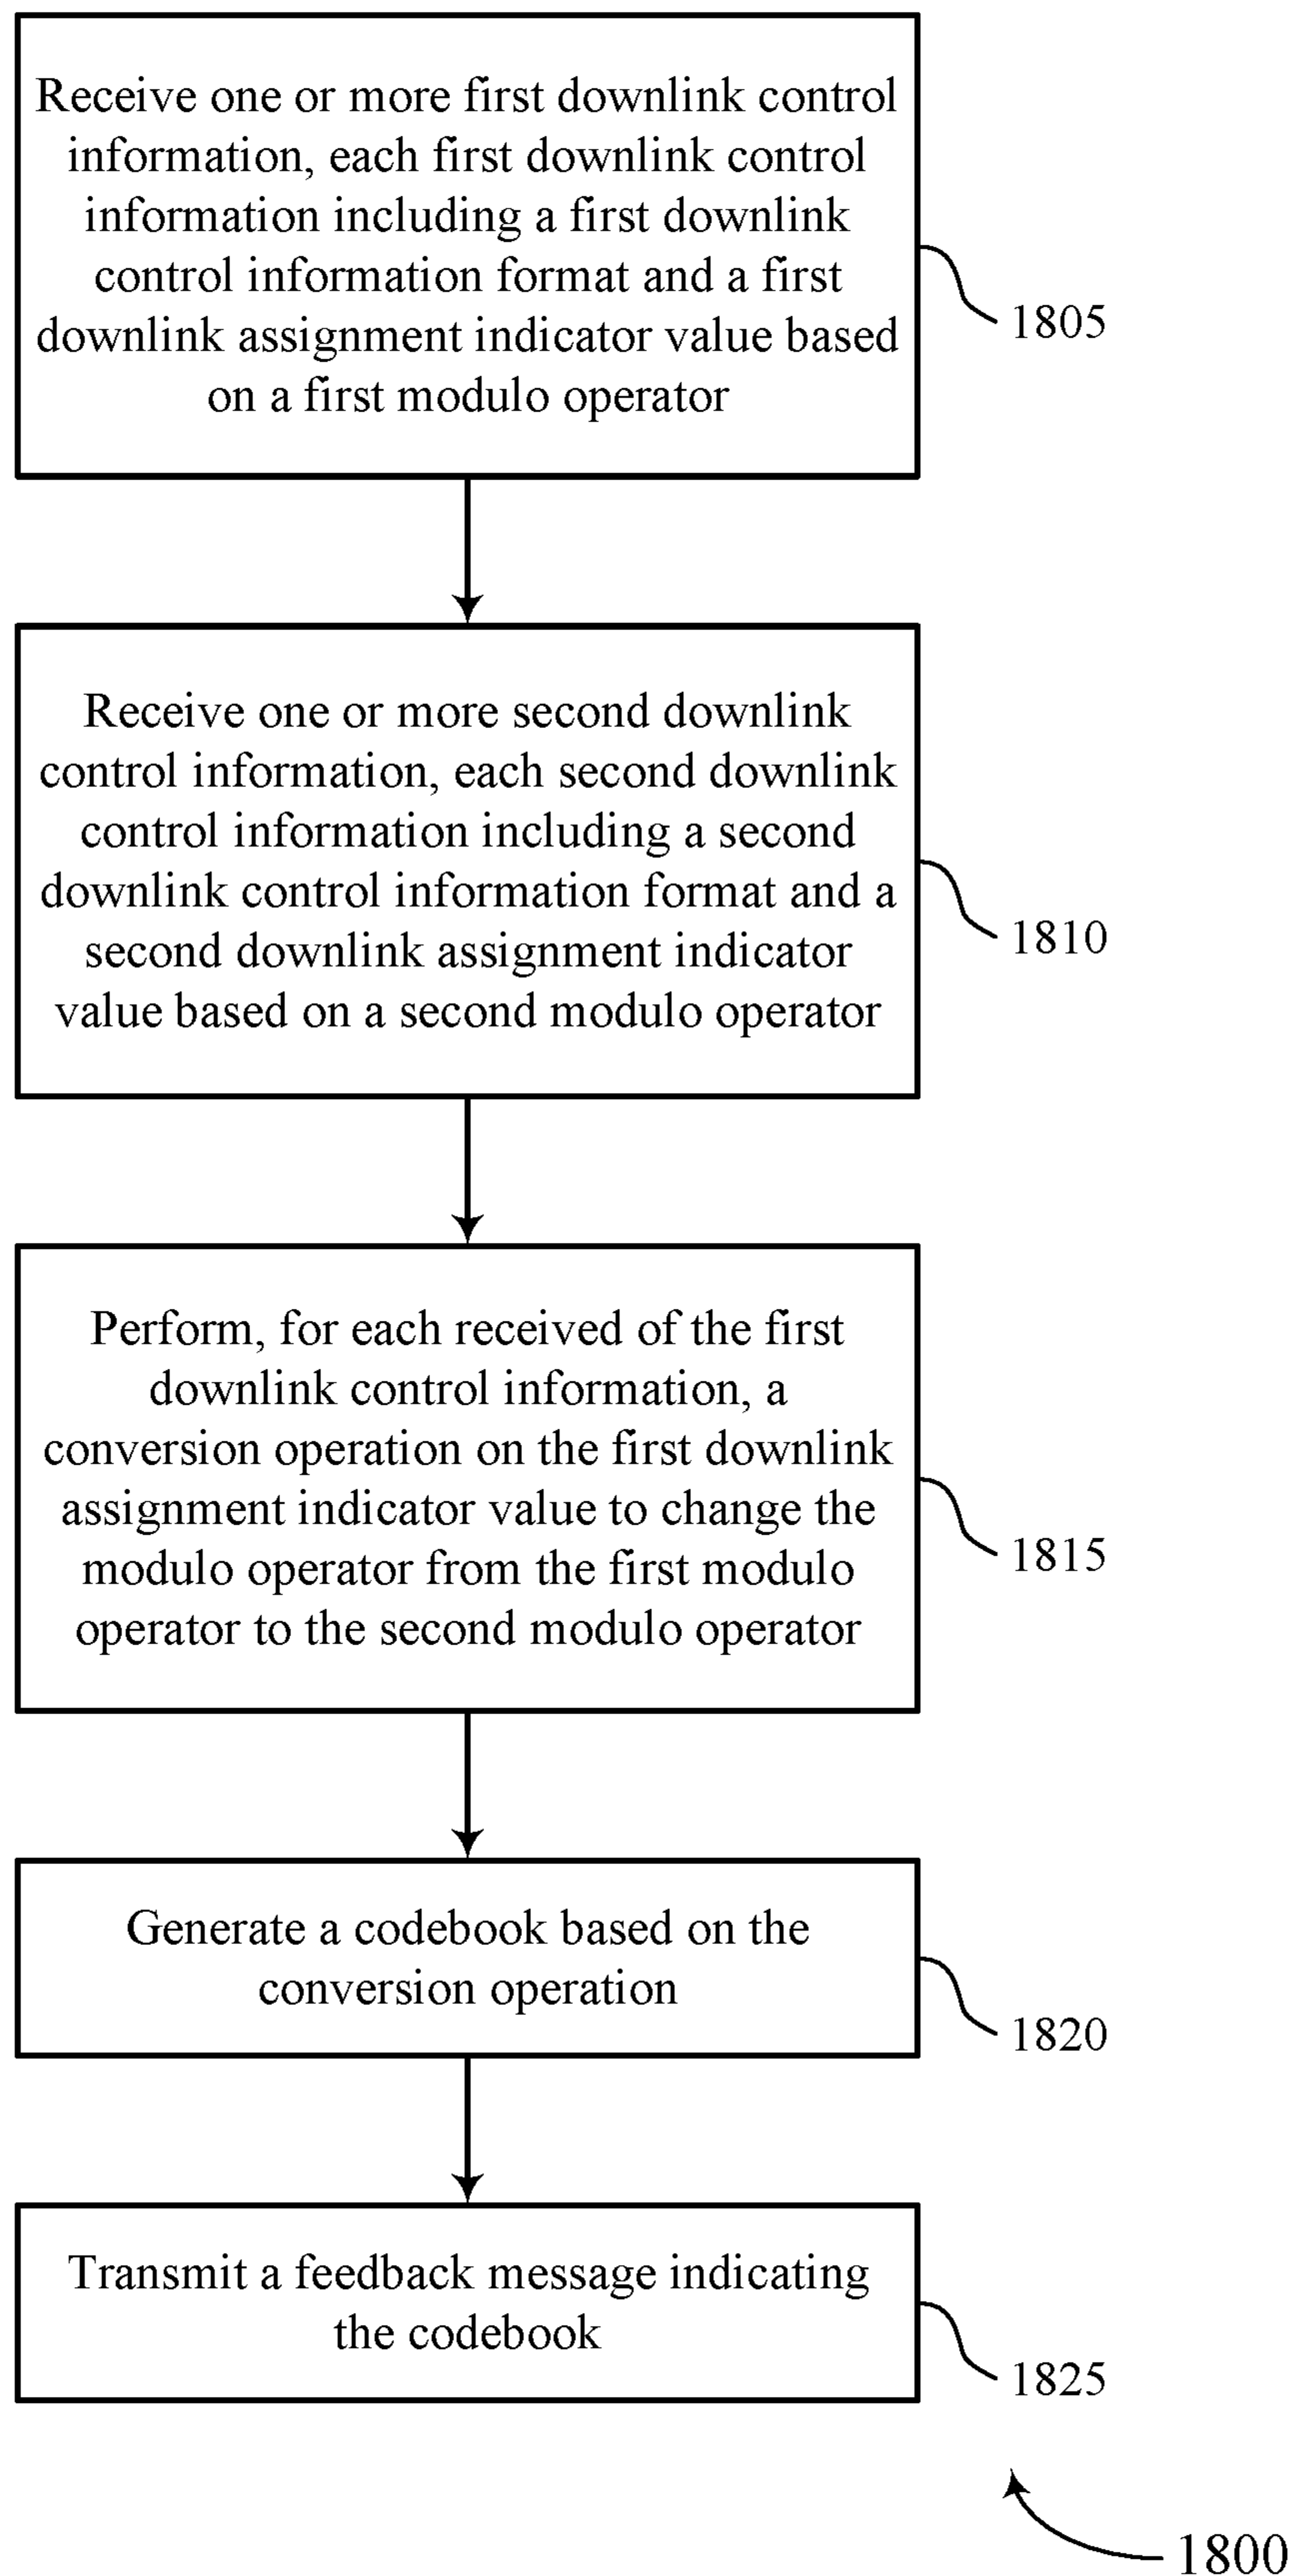 Receive one or more first downlink control
information, each first downlink control
information including a first downlink
control information format and a first
downlink assignment indicator value based
on a first modulo operator
1805
Receive one or more second downlink
control information, each second downlink
control information including a second
downlink control information format and a
second downlink assignment indicator
value based on a second modulo operator
1810
Perform, for each received of the first
downlink control information, a
conversion operation on the first downlink
assignment indicator value to change the
modulo operator from the first modulo
operator to the second modulo operator
1815
Generate a codebook based on the
conversion operation
1820
Transmit a feedback message indicating
the codebook
1825
1800